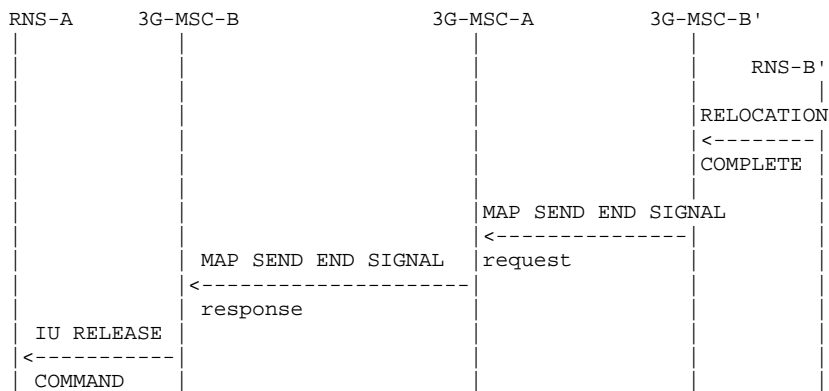 RNS-A 3G-MSC-B 3G-MSC-A 3G-MSC-B'
RNS-B'
RELOCATION
COMPLETE
MAP SEND END SIGNAL
request
MAP SEND END SIGNAL
response
IU RELEASE
COMMAND